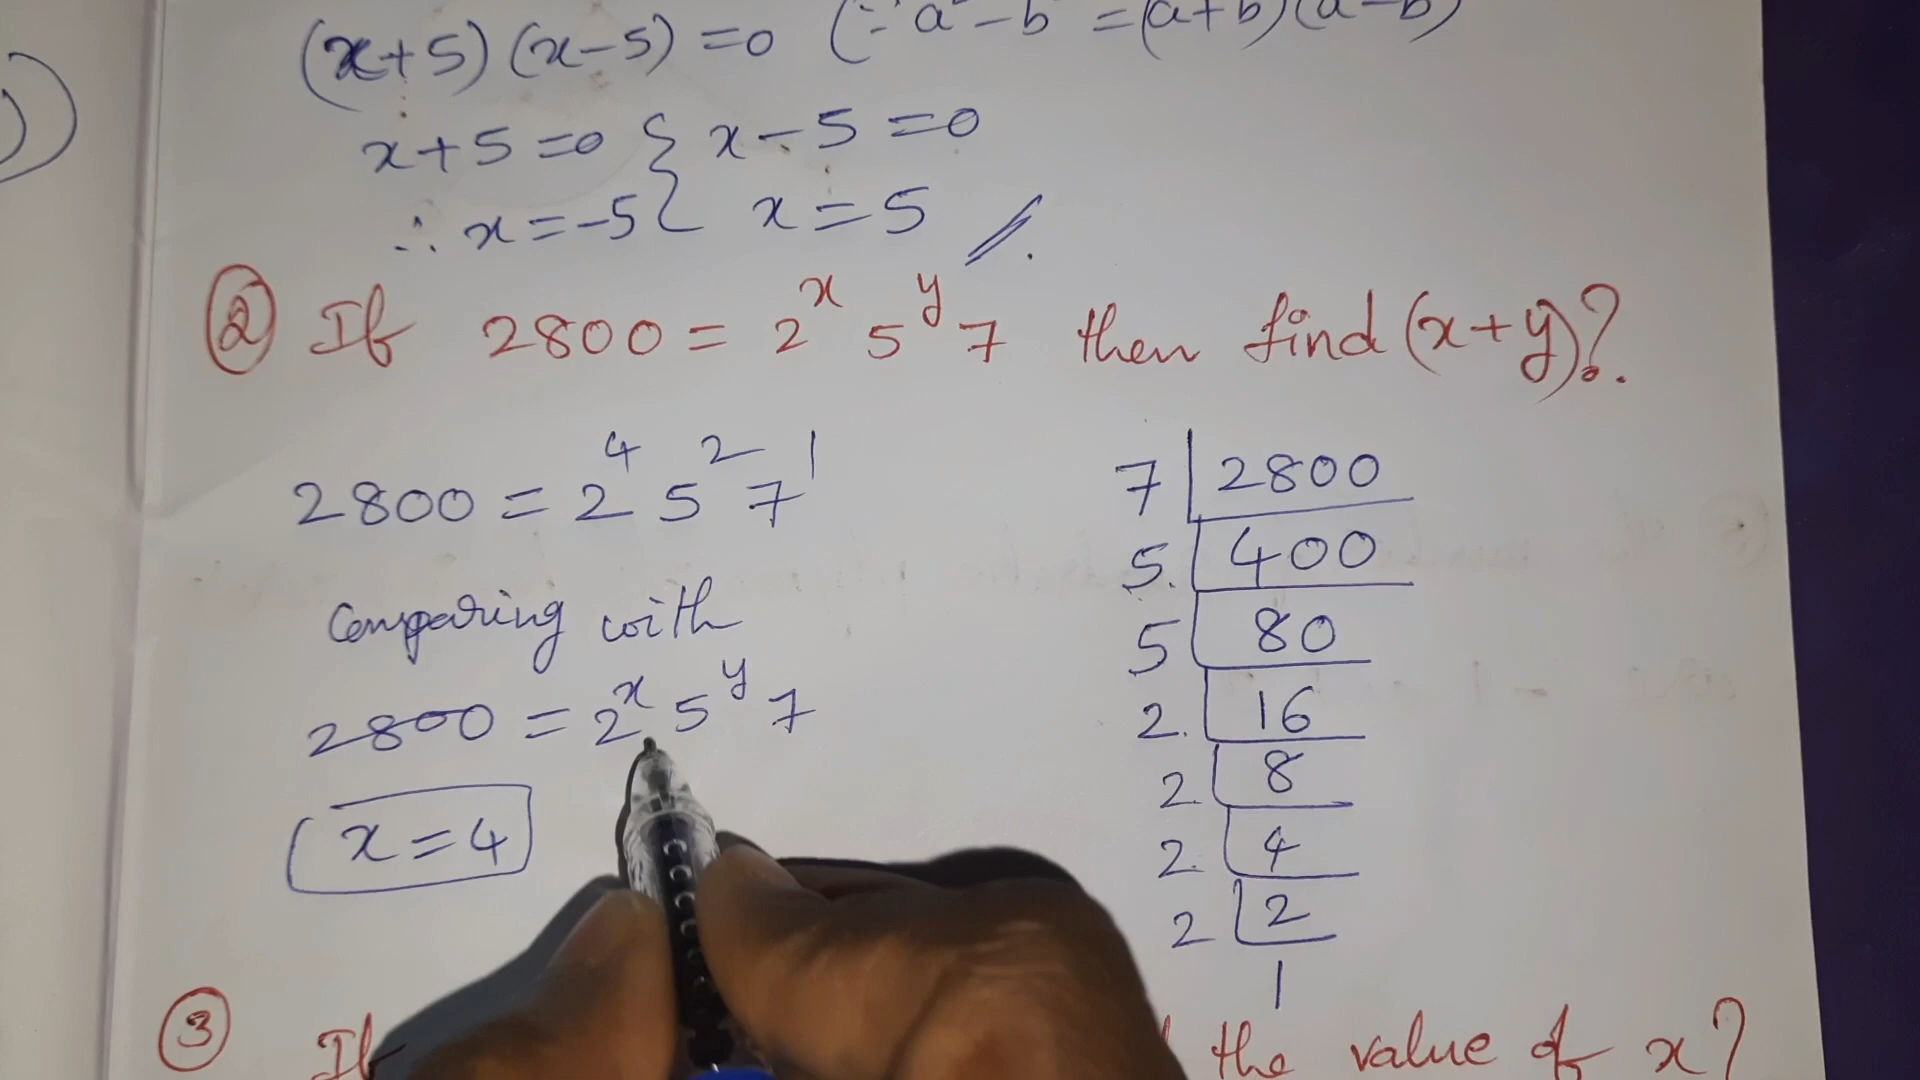 (x+5)(x-5)=0 (∵a²-b²=(a+b)(a-b)
x+5=0 { x-5=0
∴x=-5 { x=5 //.
② If 2800 = 2^x 5^y 7 then find (x+y)?
2800 = 2^4 5^2 7^1
Comparing with
2800 = 2^x 5^y 7
x=4
7 | 2800
5. | 400
5 | 80
2. | 16
2 | 8
2. | 4
2 | 2
1
③ If the value of x?